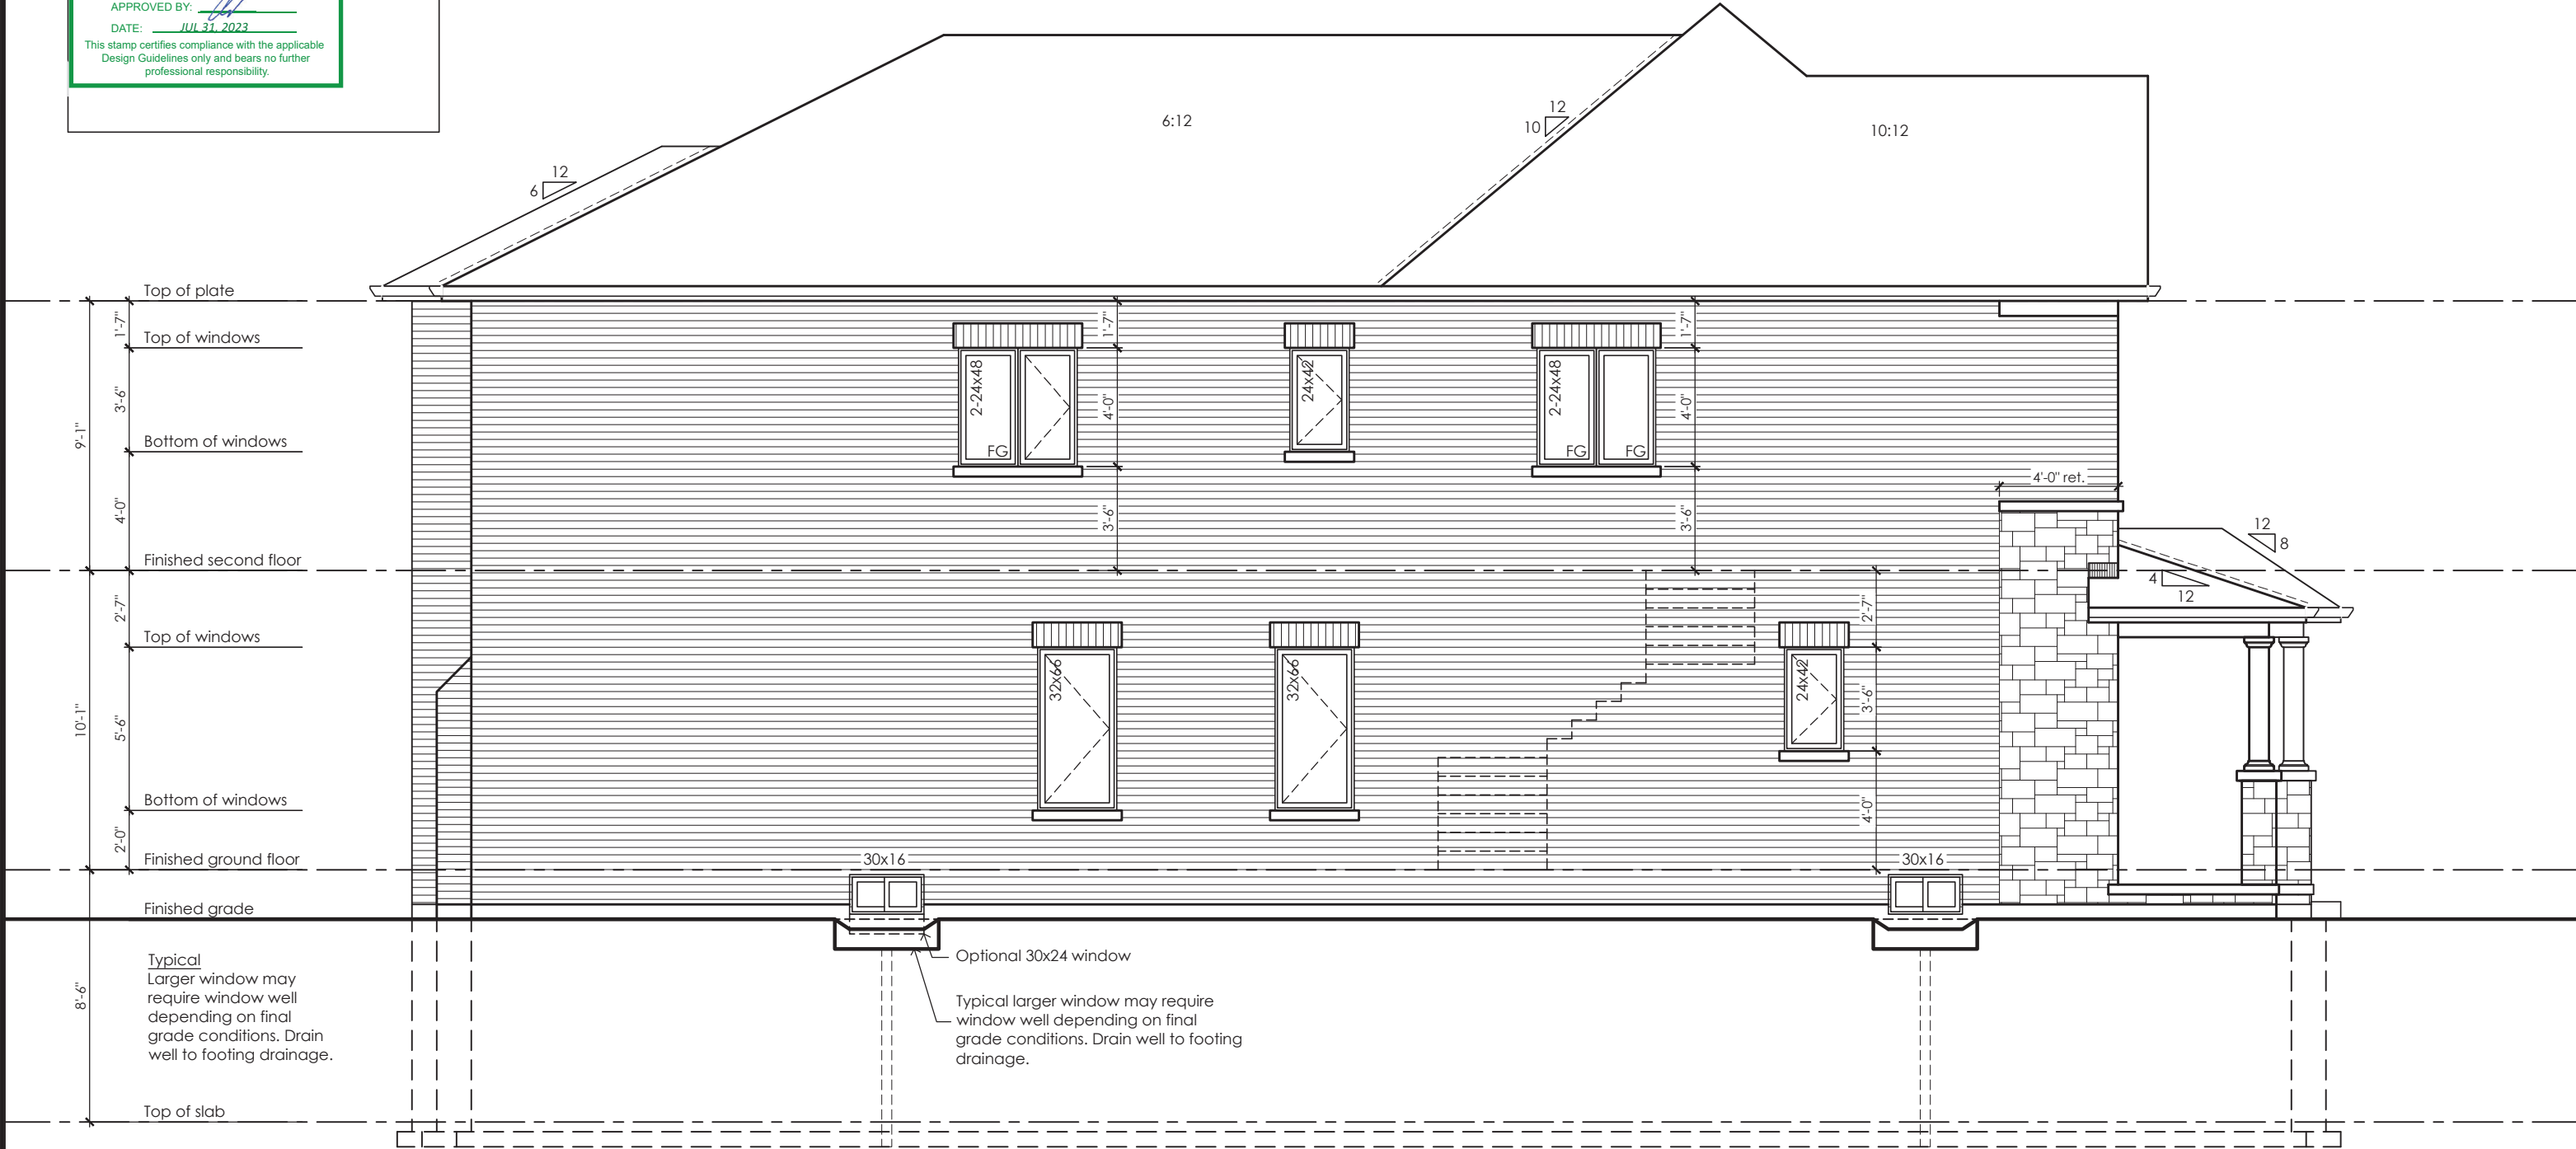 APPROVED BY:
DATE: JUL 31, 2023
This stamp certifies compliance with the applicable
Design Guidelines only and bears no further
professional responsibility.
6:12
10:12
12
10
12
6
Top of plate
1'-7"
Top of windows
3'-6"
9'-1"
Bottom of windows
4'-0"
Finished second floor
2'-7"
Top of windows
10'-1"
5'-6"
Bottom of windows
2'-0"
Finished ground floor
Finished grade
8'-6"
Top of slab
Typical
Larger window may
require window well
depending on final
grade conditions. Drain
well to footing drainage.
2-24x48
FG
1'-7"
4'-0"
3'-6"
24x42
2-24x48
FG
FG
1'-7"
4'-0"
3'-6"
4'-0" ret.
12
8
4
12
32x66
32x66
24x42
2'-7"
3'-6"
4'-0"
30x16
30x16
Optional 30x24 window
Typical larger window may require
window well depending on final
grade conditions. Drain well to footing
drainage.